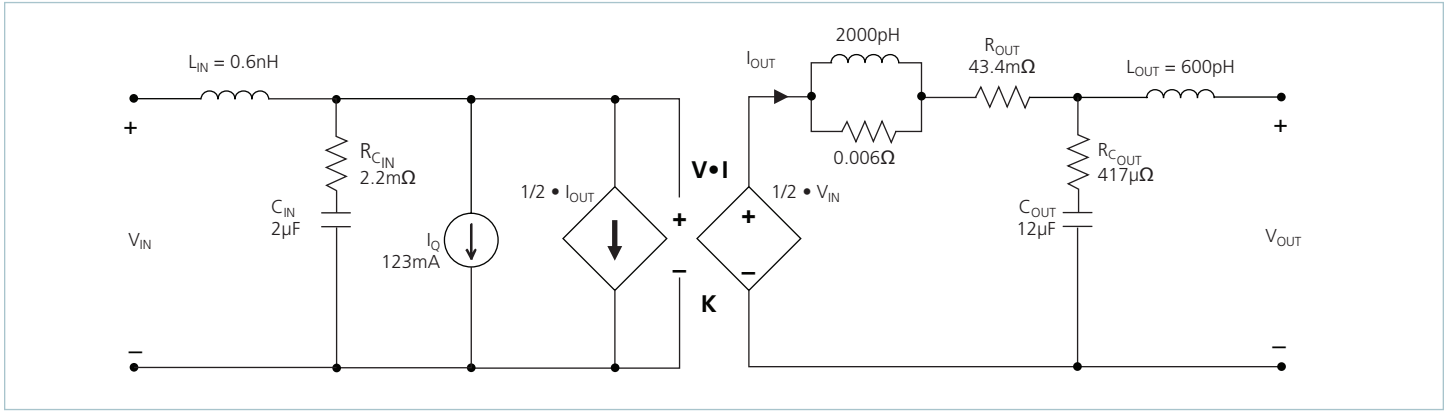 L_IN = 0.6nH
+
R_C_IN
2.2mΩ
C_IN
2µF
V_IN
–
I_Q
123mA
1/2 • I_OUT
+
–
V•I
K
1/2 • V_IN
+
–
I_OUT
2000pH
0.006Ω
R_OUT
43.4mΩ
L_OUT = 600pH
R_C_OUT
417µΩ
C_OUT
12µF
+
V_OUT
–